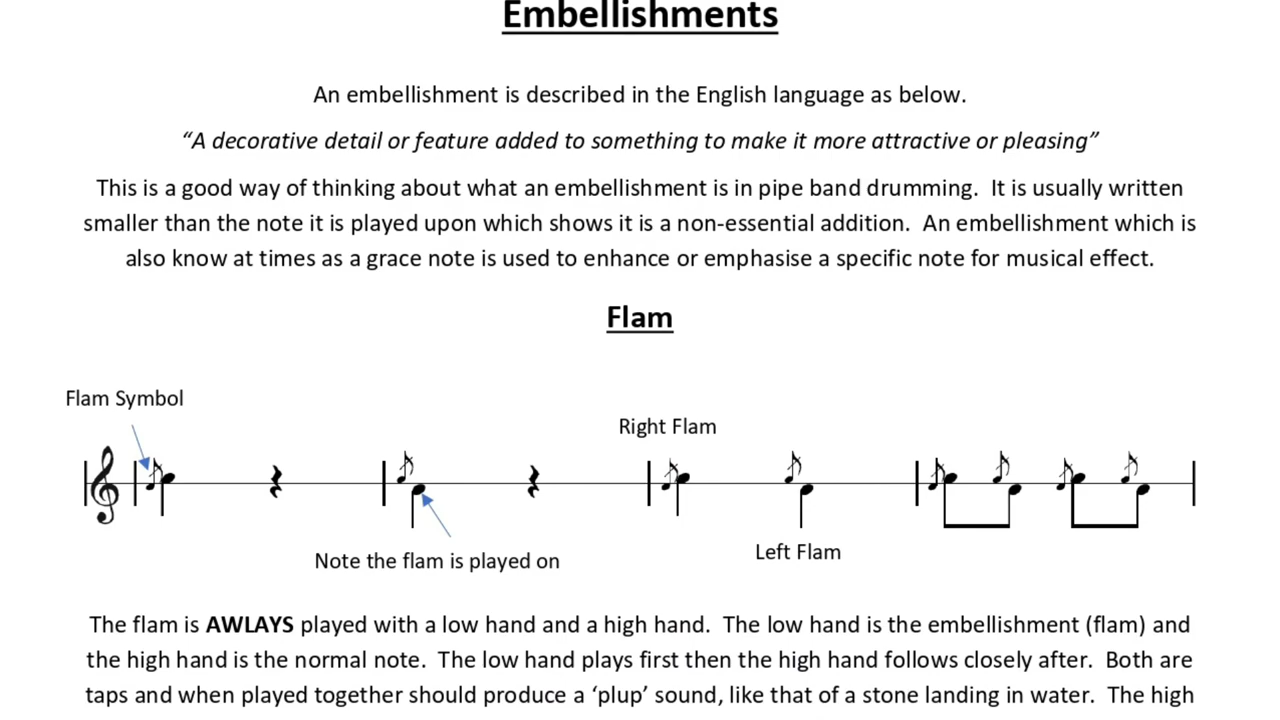 Embellishments
An embellishment is described in the English language as below.
“A decorative detail or feature added to something to make it more attractive or pleasing”
This is a good way of thinking about what an embellishment is in pipe band drumming.  It is usually written
smaller than the note it is played upon which shows it is a non-essential addition.  An embellishment which is
also know at times as a grace note is used to enhance or emphasise a specific note for musical effect.
Flam
Flam Symbol
Right Flam
Left Flam
Note the flam is played on
The flam is AWLAYS played with a low hand and a high hand.  The low hand is the embellishment (flam) and
the high hand is the normal note.  The low hand plays first then the high hand follows closely after.  Both are
taps and when played together should produce a ‘plup’ sound, like that of a stone landing in water.  The high